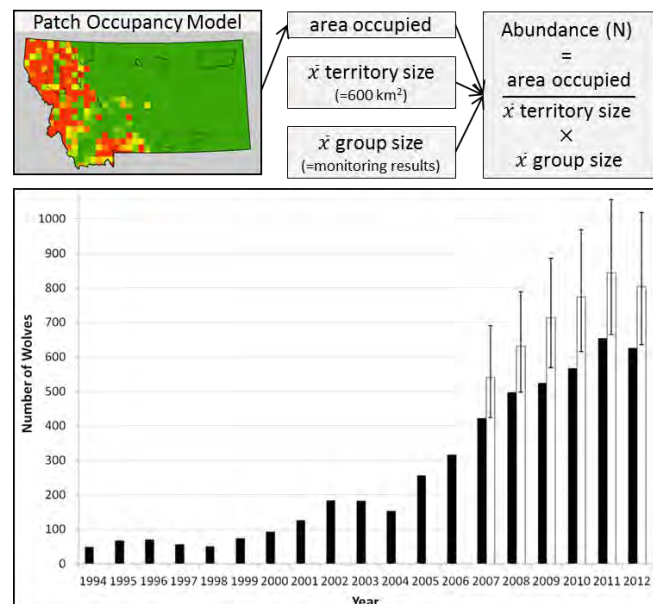 Patch Occupancy Model
area occupied
ẋ territory size
(=600 km²)
ẋ group size
(=monitoring results)
Abundance (N)
=
area occupied
ẋ territory size
×
ẋ group size
Number of Wolves
1000
900
800
700
600
500
400
300
200
100
0
1994 1995 1996 1997 1998 1999 2000 2001 2002 2003 2004 2005 2006 2007 2008 2009 2010 2011 2012
Year